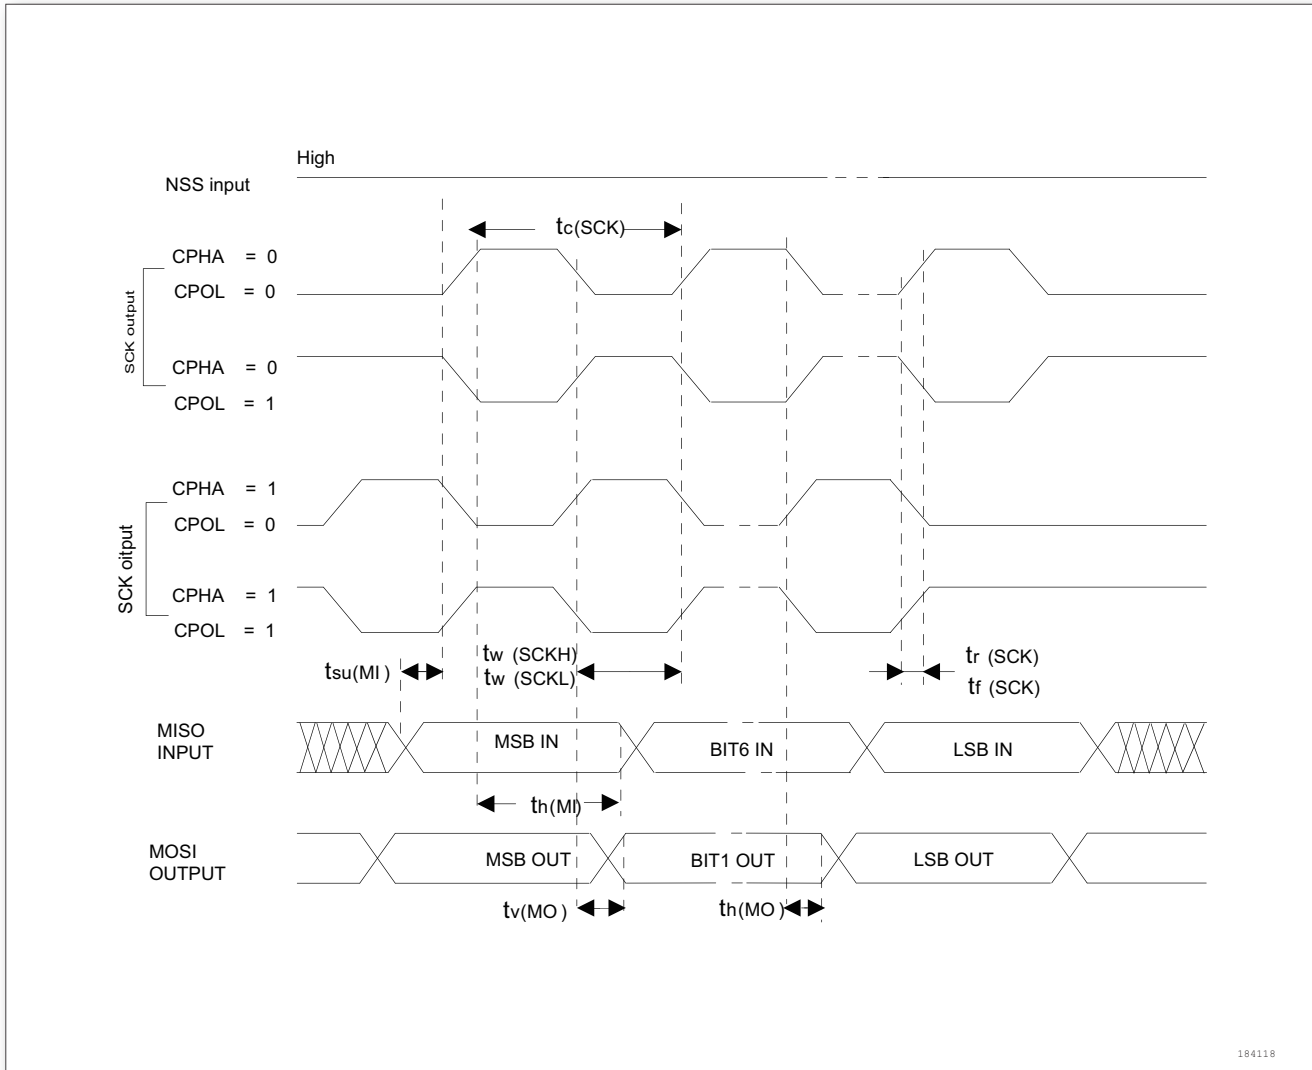 High
NSS input
tc(SCK)
CPHA = 0
CPOL = 0
SCK output
CPHA = 0
CPOL = 1
CPHA = 1
CPOL = 0
SCK oitput
CPHA = 1
CPOL = 1
tsu(MI)
tw (SCKH)
tw (SCKL)
tr (SCK)
tf (SCK)
MISO
INPUT
MSB IN
BIT6 IN
LSB IN
th(MI)
MOSI
OUTPUT
MSB OUT
BIT1 OUT
LSB OUT
tv(MO)
th(MO)
184118